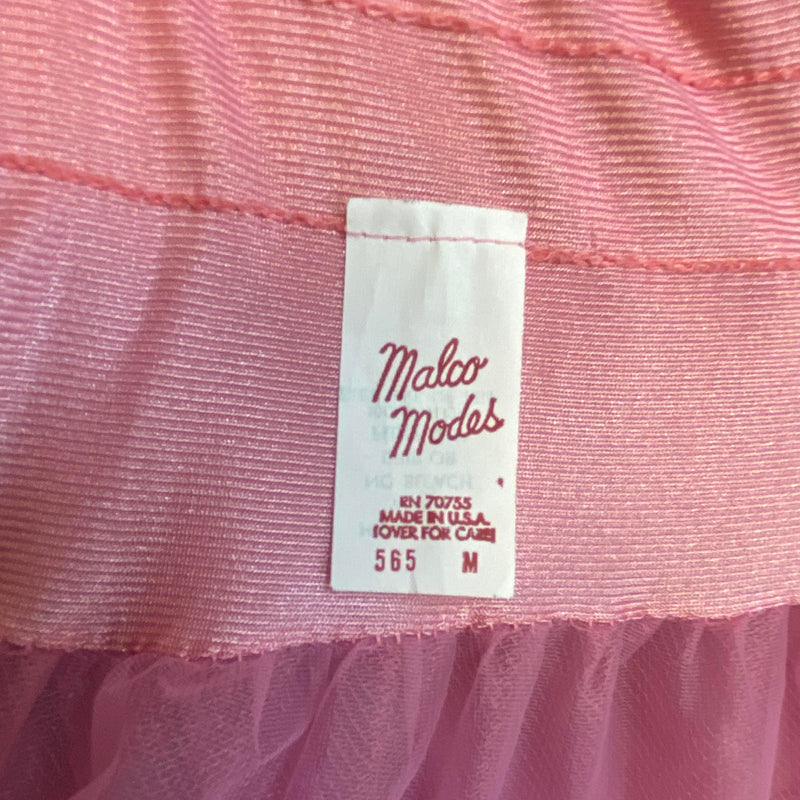 Malco
Modes
RN 70755
MADE IN U.S.A.
(OVER FOR CARE)
565 M